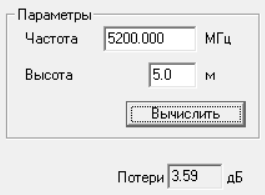 Параметры
Частота 5200.000 МГц
Высота 5.0 м
Вычислить
Потери 3.59 дБ